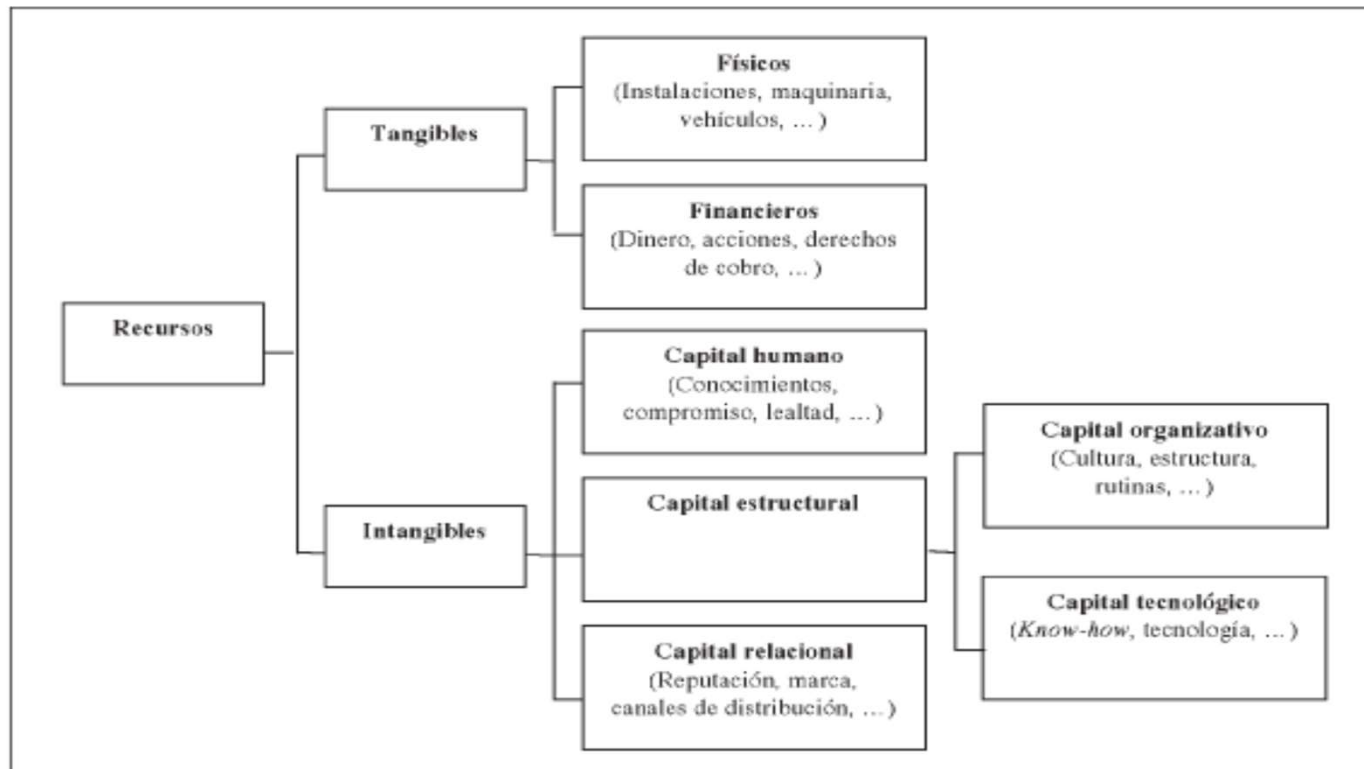 Recursos
Tangibles
Físicos
(Instalaciones, maquinaria,
vehículos, ... )
Financieros
(Dinero, acciones, derechos
de cobro, ... )
Intangibles
Capital humano
(Conocimientos,
compromiso, lealtad, ... )
Capital estructural
Capital organizativo
(Cultura, estructura,
rutinas, ... )
Capital tecnológico
(Know-how, tecnología, ... )
Capital relacional
(Reputación, marca,
canales de distribución, ... )